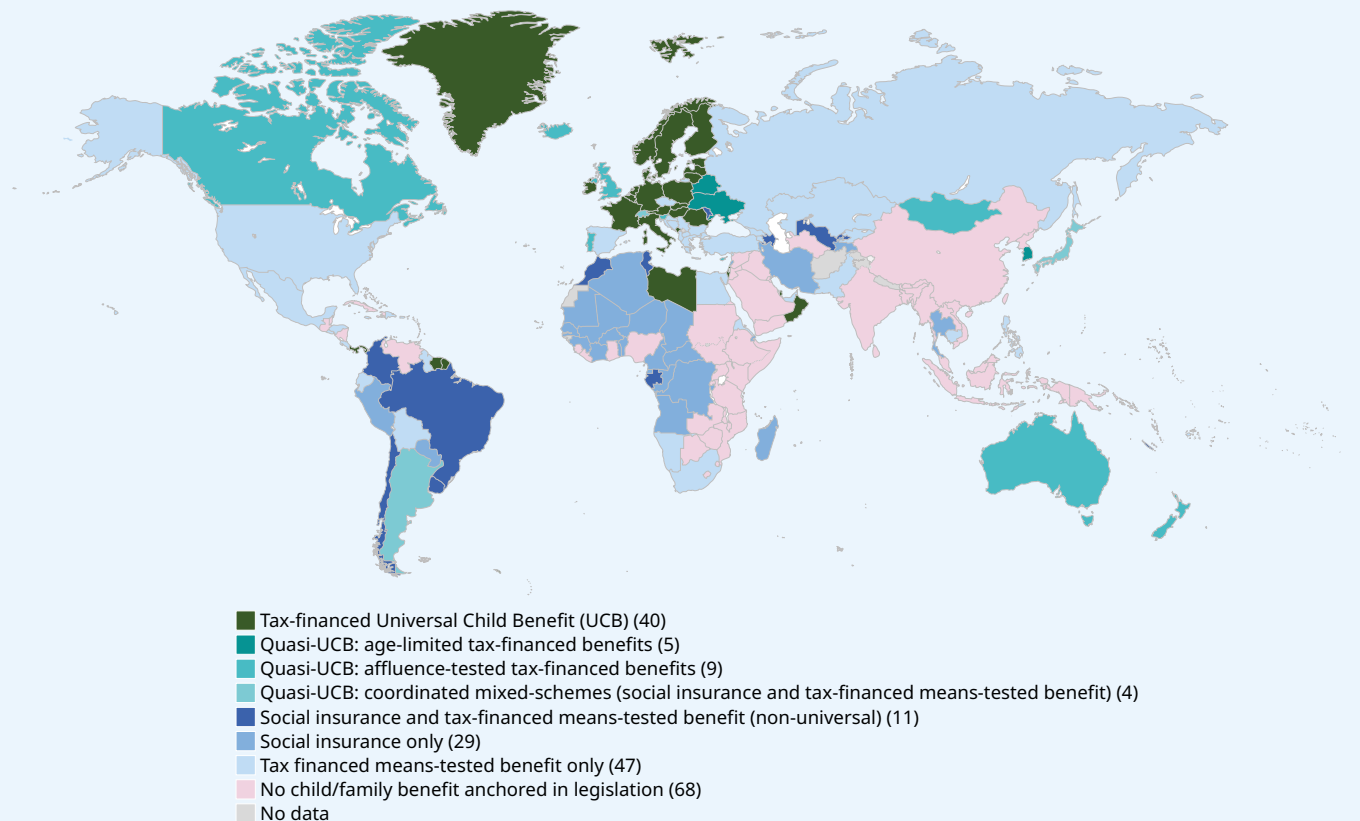 Tax-financed Universal Child Benefit (UCB) (40)
Quasi-UCB: age-limited tax-financed benefits (5)
Quasi-UCB: affluence-tested tax-financed benefits (9)
Quasi-UCB: coordinated mixed-schemes (social insurance and tax-financed means-tested benefit) (4)
Social insurance and tax-financed means-tested benefit (non-universal) (11)
Social insurance only (29)
Tax financed means-tested benefit only (47)
No child/family benefit anchored in legislation (68)
No data